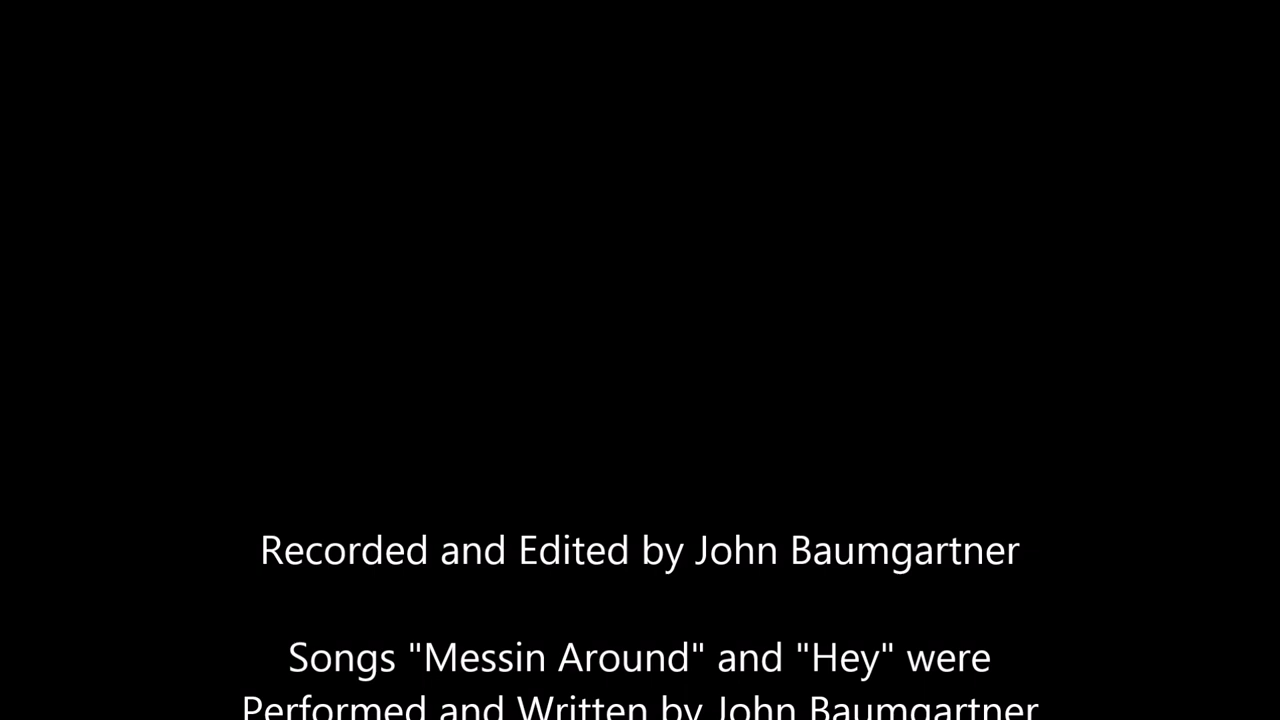 Recorded and Edited by John Baumgartner
Songs "Messin Around" and "Hey" were
Performed and Written by John Baumgartner